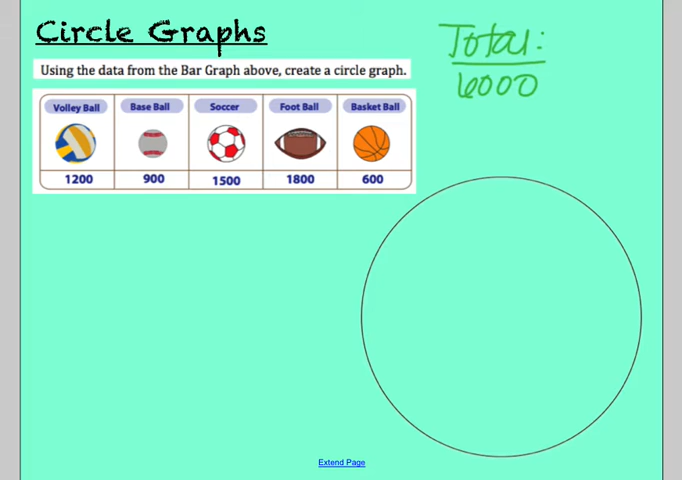 Circle Graphs
Total:
6000
Using the data from the Bar Graph above, create a circle graph.
Volley Ball Base Ball Soccer Foot Ball Basket Ball
1200 900 1500 1800 600
Extend Page